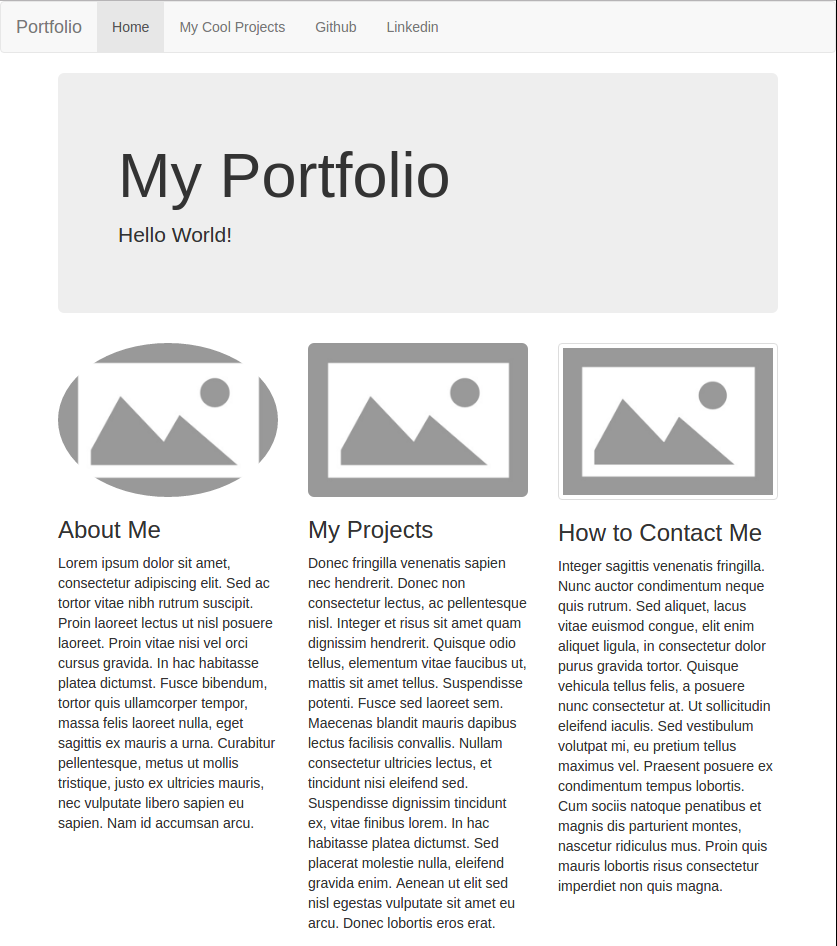 Portfolio Home My Cool Projects Github Linkedin
My Portfolio
Hello World!
About Me
Lorem ipsum dolor sit amet,
consectetur adipiscing elit. Sed ac
tortor vitae nibh rutrum suscipit.
Proin laoreet lectus ut nisl posuere
laoreet. Proin vitae nisi vel orci
cursus gravida. In hac habitasse
platea dictumst. Fusce bibendum,
tortor quis ullamcorper tempor,
massa felis laoreet nulla, eget
sagittis ex mauris a urna. Curabitur
pellentesque, metus ut mollis
tristique, justo ex ultricies mauris,
nec vulputate libero sapien eu
sapien. Nam id accumsan arcu.
My Projects
Donec fringilla venenatis sapien
nec hendrerit. Donec non
consectetur lectus, ac pellentesque
nisl. Integer et risus sit amet quam
dignissim hendrerit. Quisque odio
tellus, elementum vitae faucibus ut,
mattis sit amet tellus. Suspendisse
potenti. Fusce sed laoreet sem.
Maecenas blandit mauris dapibus
lectus facilisis convallis. Nullam
consectetur ultricies lectus, et
tincidunt nisi eleifend sed.
Suspendisse dignissim tincidunt
ex, vitae finibus lorem. In hac
habitasse platea dictumst. Sed
placerat molestie nulla, eleifend
gravida enim. Aenean ut elit sed
nisl egestas vulputate sit amet eu
arcu. Donec lobortis eros erat.
How to Contact Me
Integer sagittis venenatis fringilla.
Nunc auctor condimentum neque
quis rutrum. Sed aliquet, lacus
vitae euismod congue, elit enim
aliquet ligula, in consectetur dolor
purus gravida tortor. Quisque
vehicula tellus felis, a posuere
nunc consectetur at. Ut sollicitudin
eleifend iaculis. Sed vestibulum
volutpat mi, eu pretium tellus
maximus vel. Praesent posuere ex
condimentum tempus lobortis.
Cum sociis natoque penatibus et
magnis dis parturient montes,
nascetur ridiculus mus. Proin quis
mauris lobortis risus consectetur
imperdiet non quis magna.